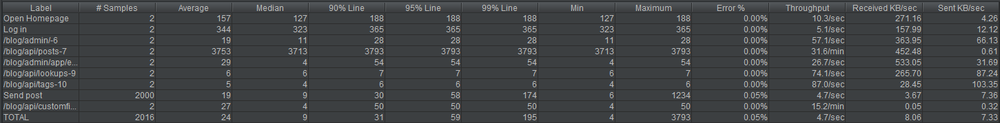 Label # Samples Average Median 90% Line 95% Line 99% Line Min Maximum Error % Throughput Received KB/sec Sent KB/sec
Open Homepage 2 157 127 188 188 188 127 188 0.00% 10.3/sec 271.16 4.26
Log in 2 344 323 365 365 365 323 365 0.00% 5.1/sec 157.99 12.12
/blog/admin/-6 2 19 11 28 28 28 11 28 0.00% 57.1/sec 363.95 66.13
/blog/api/posts-7 2 3753 3713 3793 3793 3793 3713 3793 0.00% 31.6/min 452.48 0.61
/blog/admin/app/e... 2 29 4 54 54 54 4 54 0.00% 26.7/sec 533.05 31.69
/blog/api/lookups-9 2 6 6 7 7 7 6 7 0.00% 74.1/sec 265.70 87.24
/blog/api/tags-10 2 5 4 6 6 6 4 6 0.00% 87.0/sec 28.45 103.35
Send post 2000 19 9 30 58 174 6 1234 0.05% 4.7/sec 3.67 7.36
/blog/api/customfi... 2 27 4 50 50 50 4 50 0.00% 15.2/min 0.05 0.32
TOTAL 2016 24 9 31 59 195 4 3793 0.05% 4.7/sec 8.06 7.33